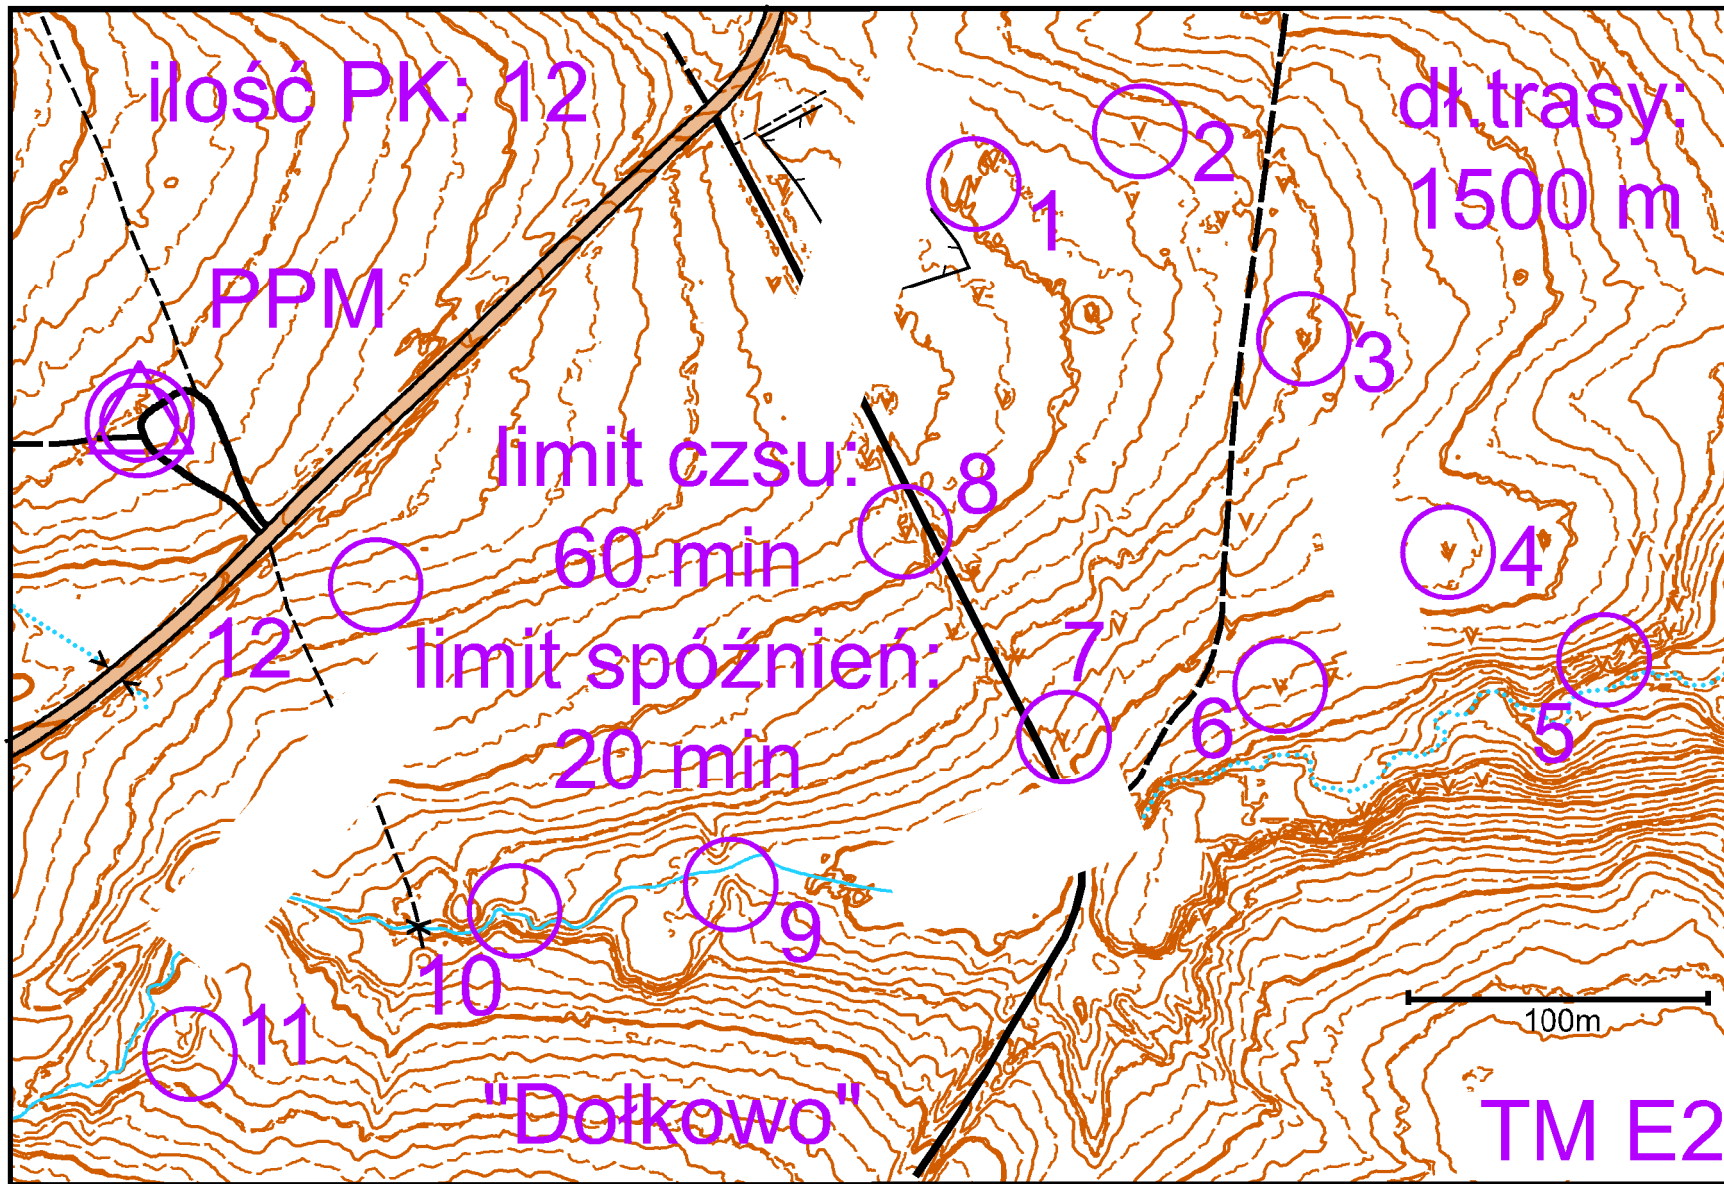 ilość PK: 12
dł.trasy:
1500 m
1
2
PPM
3
limit czsu:
60 min
8
4
12
limit spóźnień:
20 min
7
6
5
9
10
11
100m
"Dołkowo"
TM E2